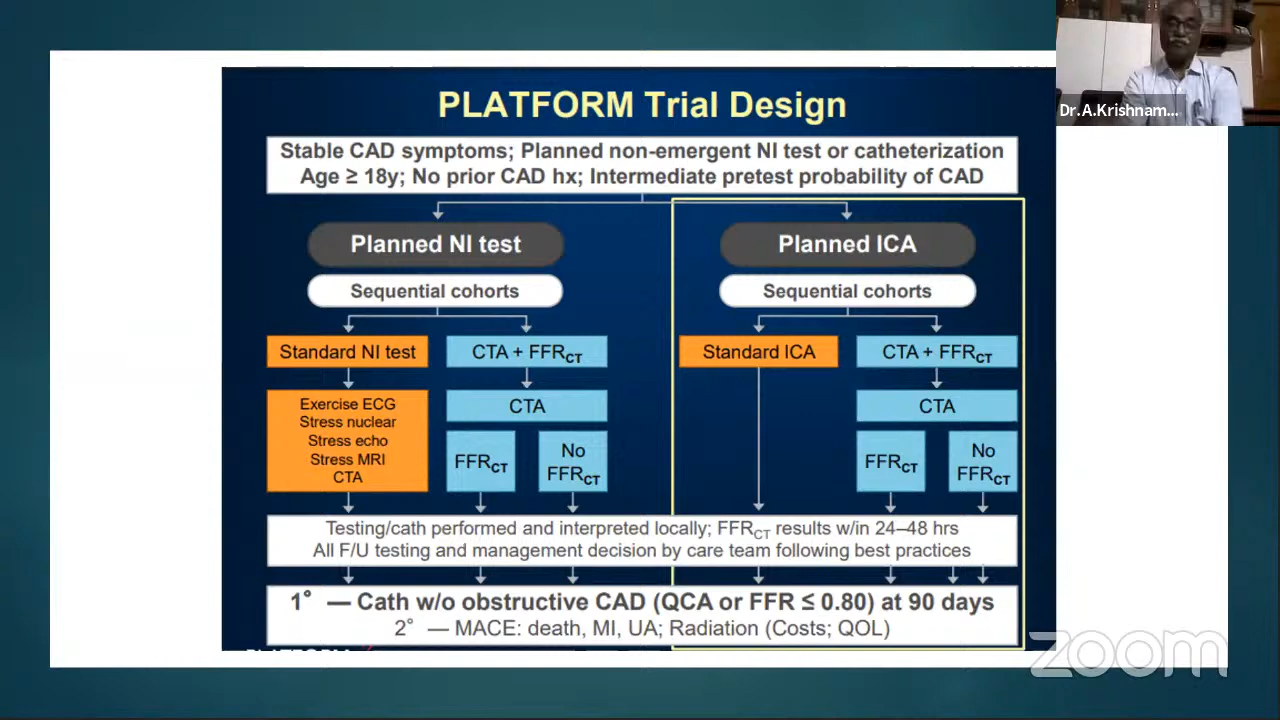 PLATFORM Trial Design
Stable CAD symptoms; Planned non-emergent NI test or catheterization
Age ≥ 18y; No prior CAD hx; Intermediate pretest probability of CAD
Planned NI test
Sequential cohorts
Standard NI test
CTA + FFRCT
Exercise ECG
Stress nuclear
Stress echo
Stress MRI
CTA
CTA
FFRCT
No
FFRCT
Planned ICA
Sequential cohorts
Standard ICA
CTA + FFRCT
CTA
FFRCT
No
FFRCT
Testing/cath performed and interpreted locally; FFRCT results w/in 24–48 hrs
All F/U testing and management decision by care team following best practices
1° — Cath w/o obstructive CAD (QCA or FFR ≤ 0.80) at 90 days
2° — MACE: death, MI, UA; Radiation (Costs; QOL)
PLATFORM
Dr.A.Krishnam...
zoom